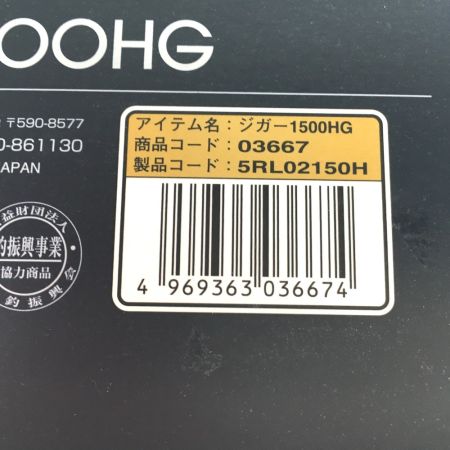 00HG
〒590-8577
0-861130
JAPAN
アイテム名:ジガー1500HG
商品コード:03667
製品コード:5RL02150H
4 969363 036674
益財団法人
釣振興事業
協力商品
釣振興会